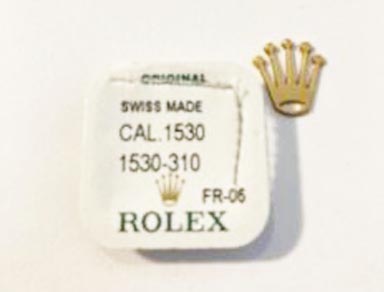 ORIGINAL
SWISS MADE
CAL.1530
1530-310
FR-06
ROLEX